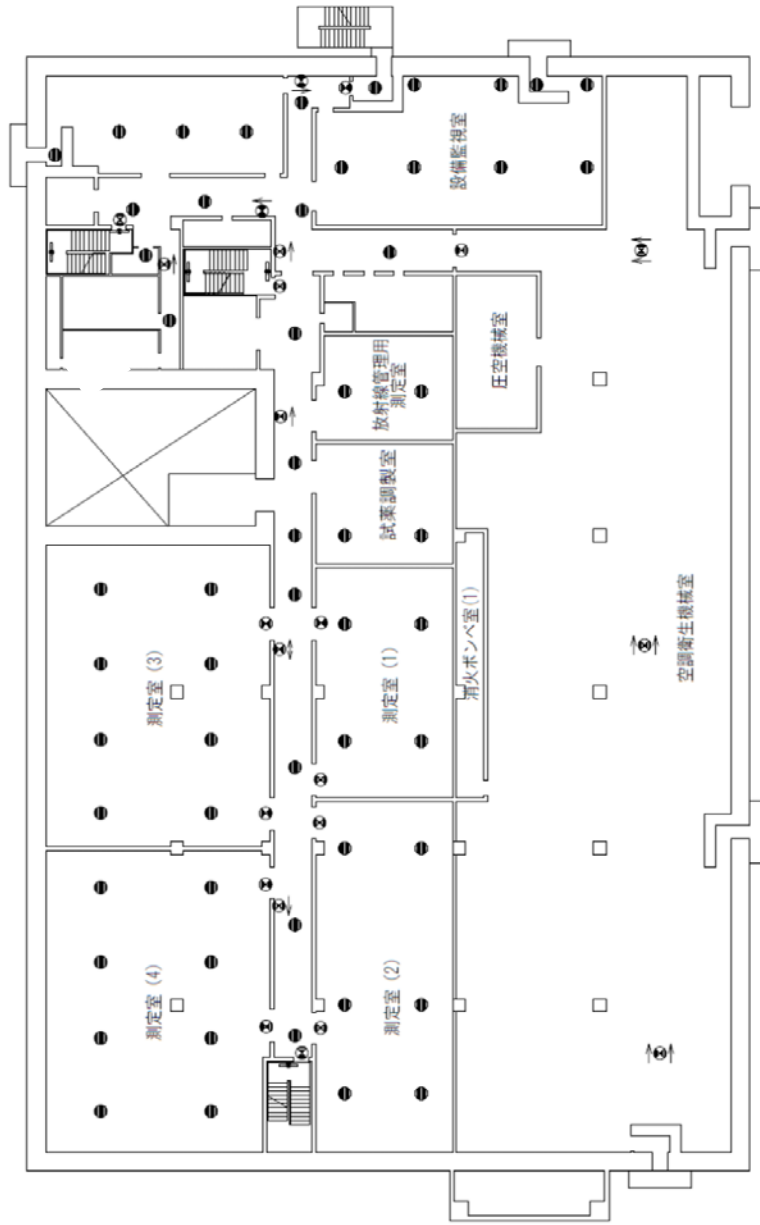 設備監視室
放射線管理用
測定室
圧空機械室
試薬調製室
測定室 (3)
測定室 (1)
消火ボンベ室(1)
空調衛生機械室
測定室 (4)
測定室 (2)